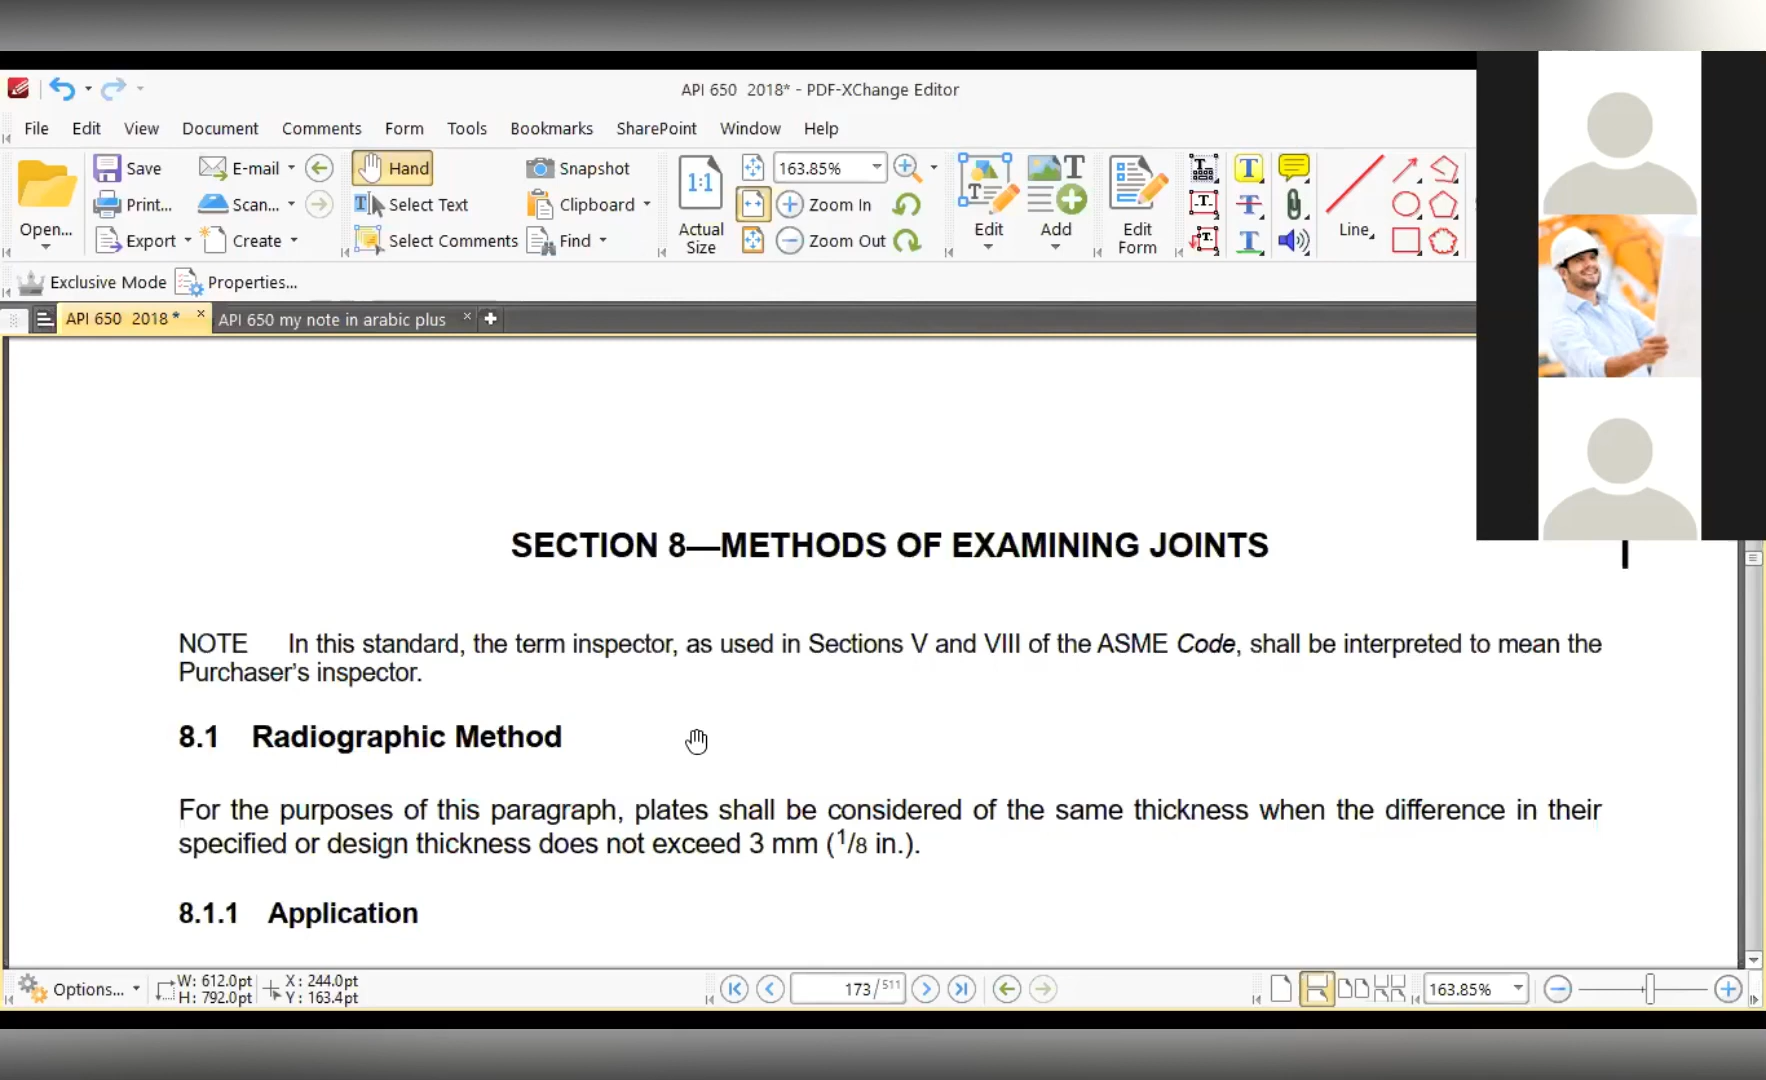 API 650 2018* - PDF-XChange Editor
File Edit View Document Comments Form Tools Bookmarks SharePoint Window Help
Open...
Save
Print...
Export
E-mail
Scan...
Create
Hand
Select Text
Select Comments
Snapshot
Clipboard
Find
1:1
Actual
Size
163.85%
Zoom In
Zoom Out
Edit
Add
Edit
Form
Line
Exclusive Mode Properties...
API 650 2018 * API 650 my note in arabic plus
SECTION 8—METHODS OF EXAMINING JOINTS
NOTE In this standard, the term inspector, as used in Sections V and VIII of the ASME Code, shall be interpreted to mean the
Purchaser's inspector.
8.1 Radiographic Method
For the purposes of this paragraph, plates shall be considered of the same thickness when the difference in their
specified or design thickness does not exceed 3 mm (1/8 in.).
8.1.1 Application
Options...
W: 612.0pt
H: 792.0pt
X: 244.0pt
Y: 163.4pt
173/511
163.85%